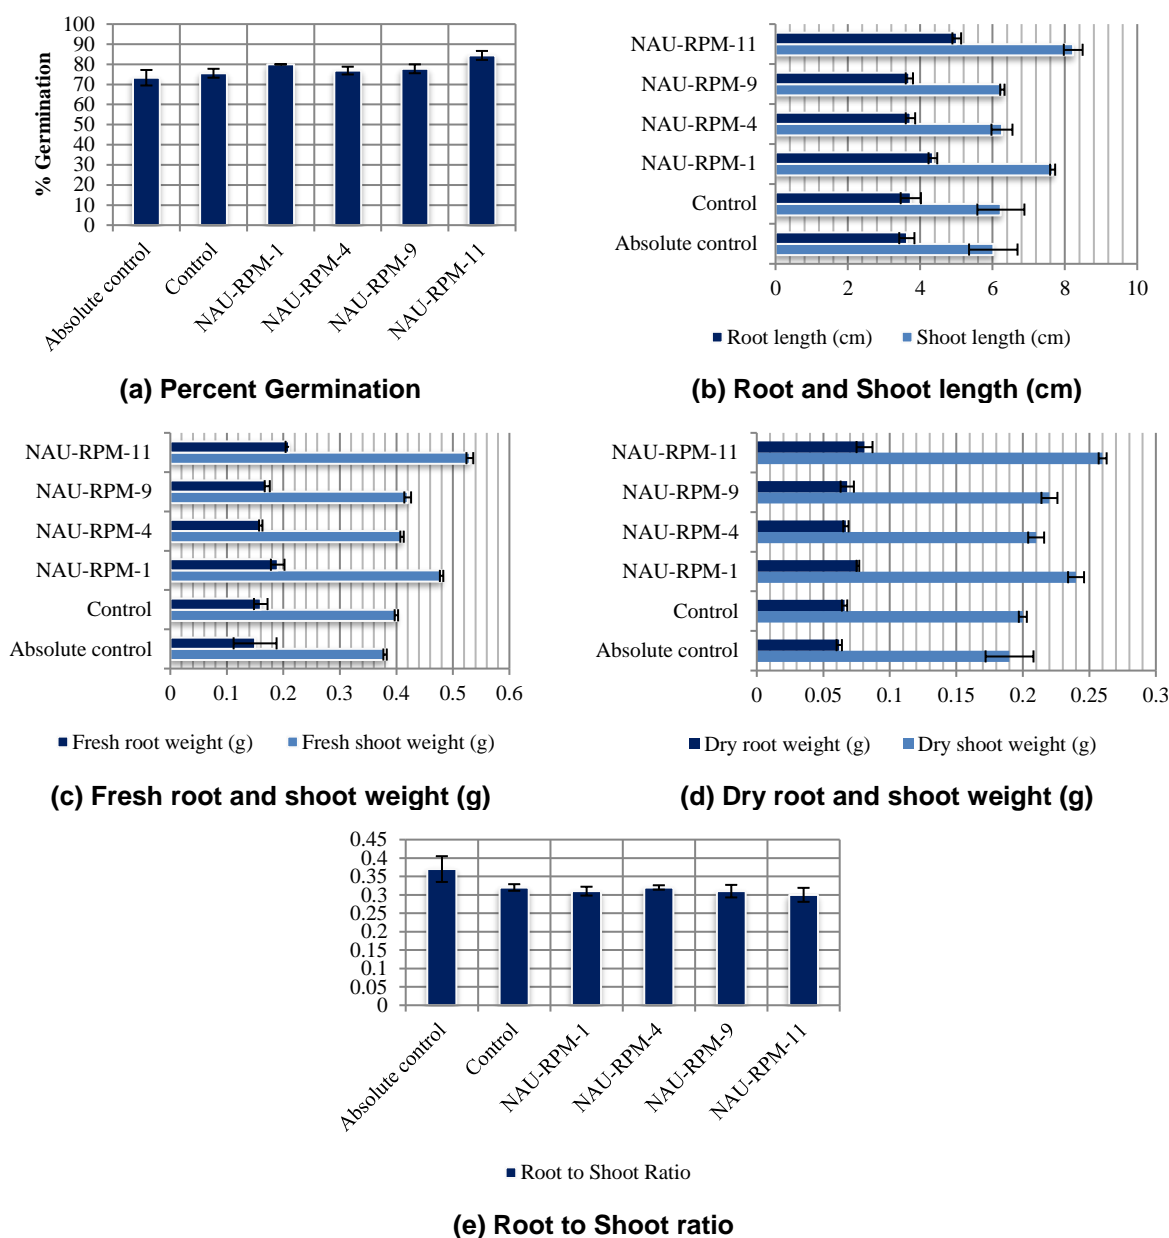 100
90
80
70
60
50
40
30
20
10
0
% Germination
Absolute control
Control
NAU-RPM-1
NAU-RPM-4
NAU-RPM-9
NAU-RPM-11
(a) Percent Germination
NAU-RPM-11
NAU-RPM-9
NAU-RPM-4
NAU-RPM-1
Control
Absolute control
0 2 4 6 8 10
Root length (cm) Shoot length (cm)
(b) Root and Shoot length (cm)
NAU-RPM-11
NAU-RPM-9
NAU-RPM-4
NAU-RPM-1
Control
Absolute control
0 0.1 0.2 0.3 0.4 0.5 0.6
Fresh root weight (g) Fresh shoot weight (g)
(c) Fresh root and shoot weight (g)
NAU-RPM-11
NAU-RPM-9
NAU-RPM-4
NAU-RPM-1
Control
Absolute control
0 0.05 0.1 0.15 0.2 0.25 0.3
Dry root weight (g) Dry shoot weight (g)
(d) Dry root and shoot weight (g)
0.45
0.4
0.35
0.3
0.25
0.2
0.15
0.1
0.05
0
Absolute control
Control
NAU-RPM-1
NAU-RPM-4
NAU-RPM-9
NAU-RPM-11
Root to Shoot Ratio
(e) Root to Shoot ratio